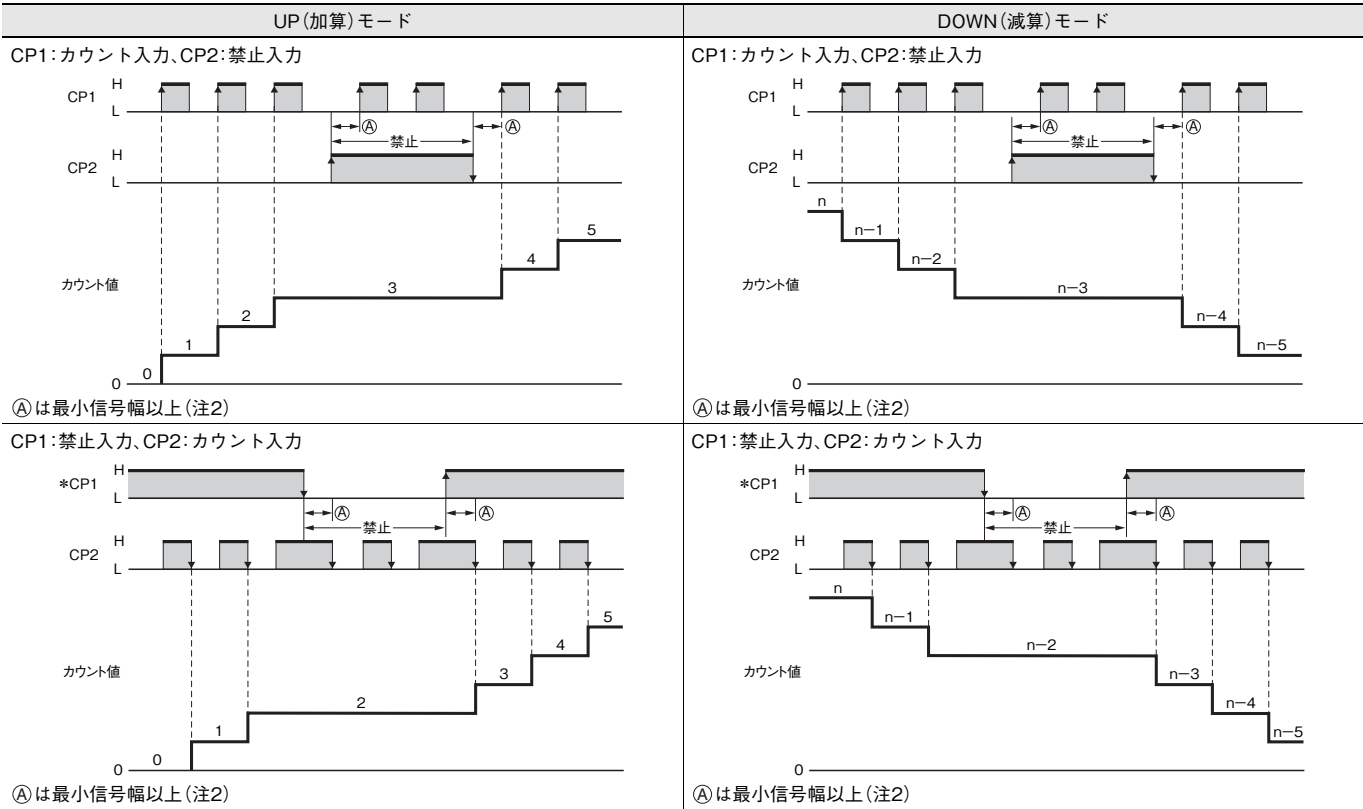 UP（加算）モード
CP1：カウント入力、CP2：禁止入力
H
CP1
L
Ⓐ Ⓐ
禁止
H
CP2
L
5
4
カウント値
3
2
1
0
0
Ⓐは最小信号幅以上（注2）
DOWN（減算）モード
CP1：カウント入力、CP2：禁止入力
H
CP1
L
Ⓐ Ⓐ
禁止
H
CP2
L
n
n－1
n－2
カウント値
n－3
n－4
n－5
0
Ⓐは最小信号幅以上（注2）
CP1：禁止入力、CP2：カウント入力
H
*CP1
L
Ⓐ Ⓐ
禁止
H
CP2
L
5
4
カウント値
3
2
1
0
0
Ⓐは最小信号幅以上（注2）
CP1：禁止入力、CP2：カウント入力
H
*CP1
L
Ⓐ Ⓐ
禁止
H
CP2
L
n
n－1
n－2
カウント値
n－3
n－4
n－5
0
Ⓐは最小信号幅以上（注2）